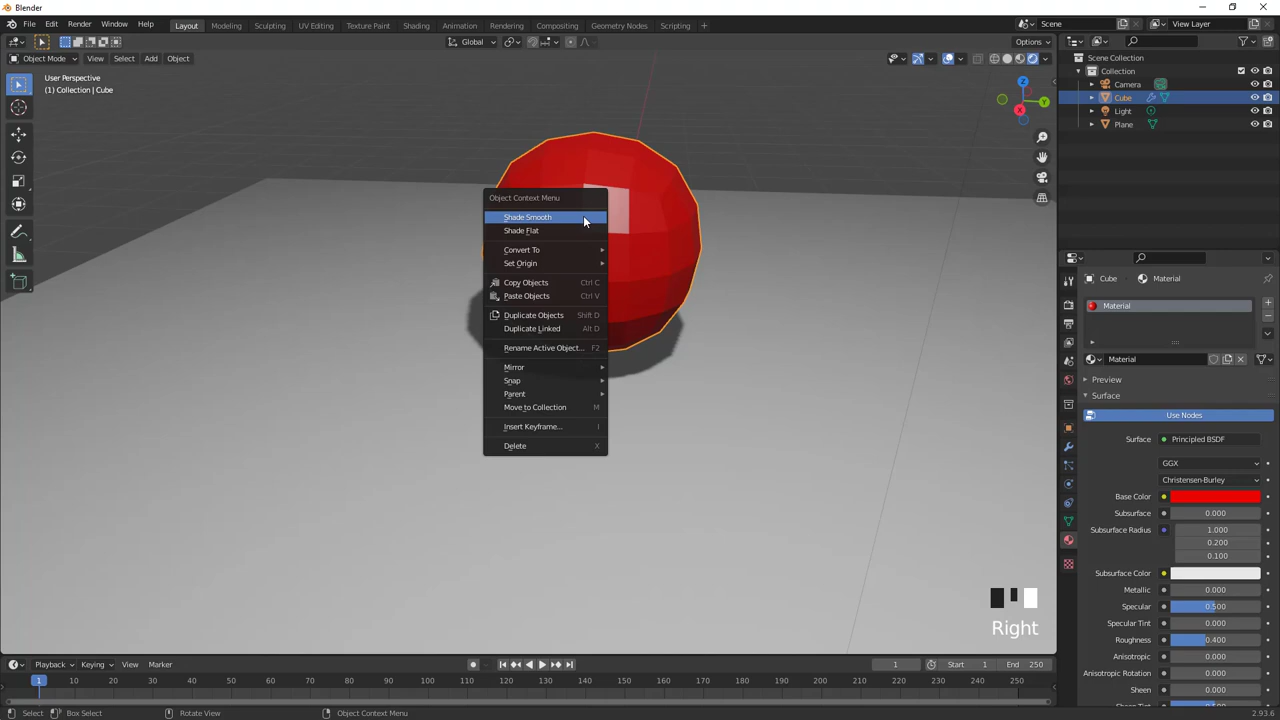 Blender
File Edit Render Window Help Layout Modeling Sculpting UV Editing Texture Paint Shading Animation Rendering Compositing Geometry Nodes Scripting + Scene View Layer
Global Options
Object Mode View Select Add Object
User Perspective
(1) Collection | Cube
Scene Collection
Collection
Camera
Cube
Light
Plane
X
Y
Z
Object Context Menu
Shade Smooth
Shade Flat
Convert To
Set Origin
Copy Objects Ctrl C
Paste Objects Ctrl V
Duplicate Objects Shift D
Duplicate Linked Alt D
Rename Active Object... F2
Mirror
Snap
Parent
Move to Collection M
Insert Keyframe... I
Delete X
Cube Material
Material
Material
Preview
Surface
Use Nodes
Surface Principled BSDF
GGX
Christensen-Burley
Base Color
Subsurface 0.000
Subsurface Radius 1.000
0.200
0.100
Subsurface Color
Metallic 0.000
Specular 0.500
Specular Tint 0.000
Roughness 0.400
Anisotropic 0.000
Anisotropic Rotation 0.000
Sheen 0.000
Right
Playback Keying View Marker 1 Start 1 End 250
1 10 20 30 40 50 60 70 80 90 100 110 120 130 140 150 160 170 180 190 200 210 220 230 240 250
Select Box Select Rotate View Object Context Menu 2.93.6